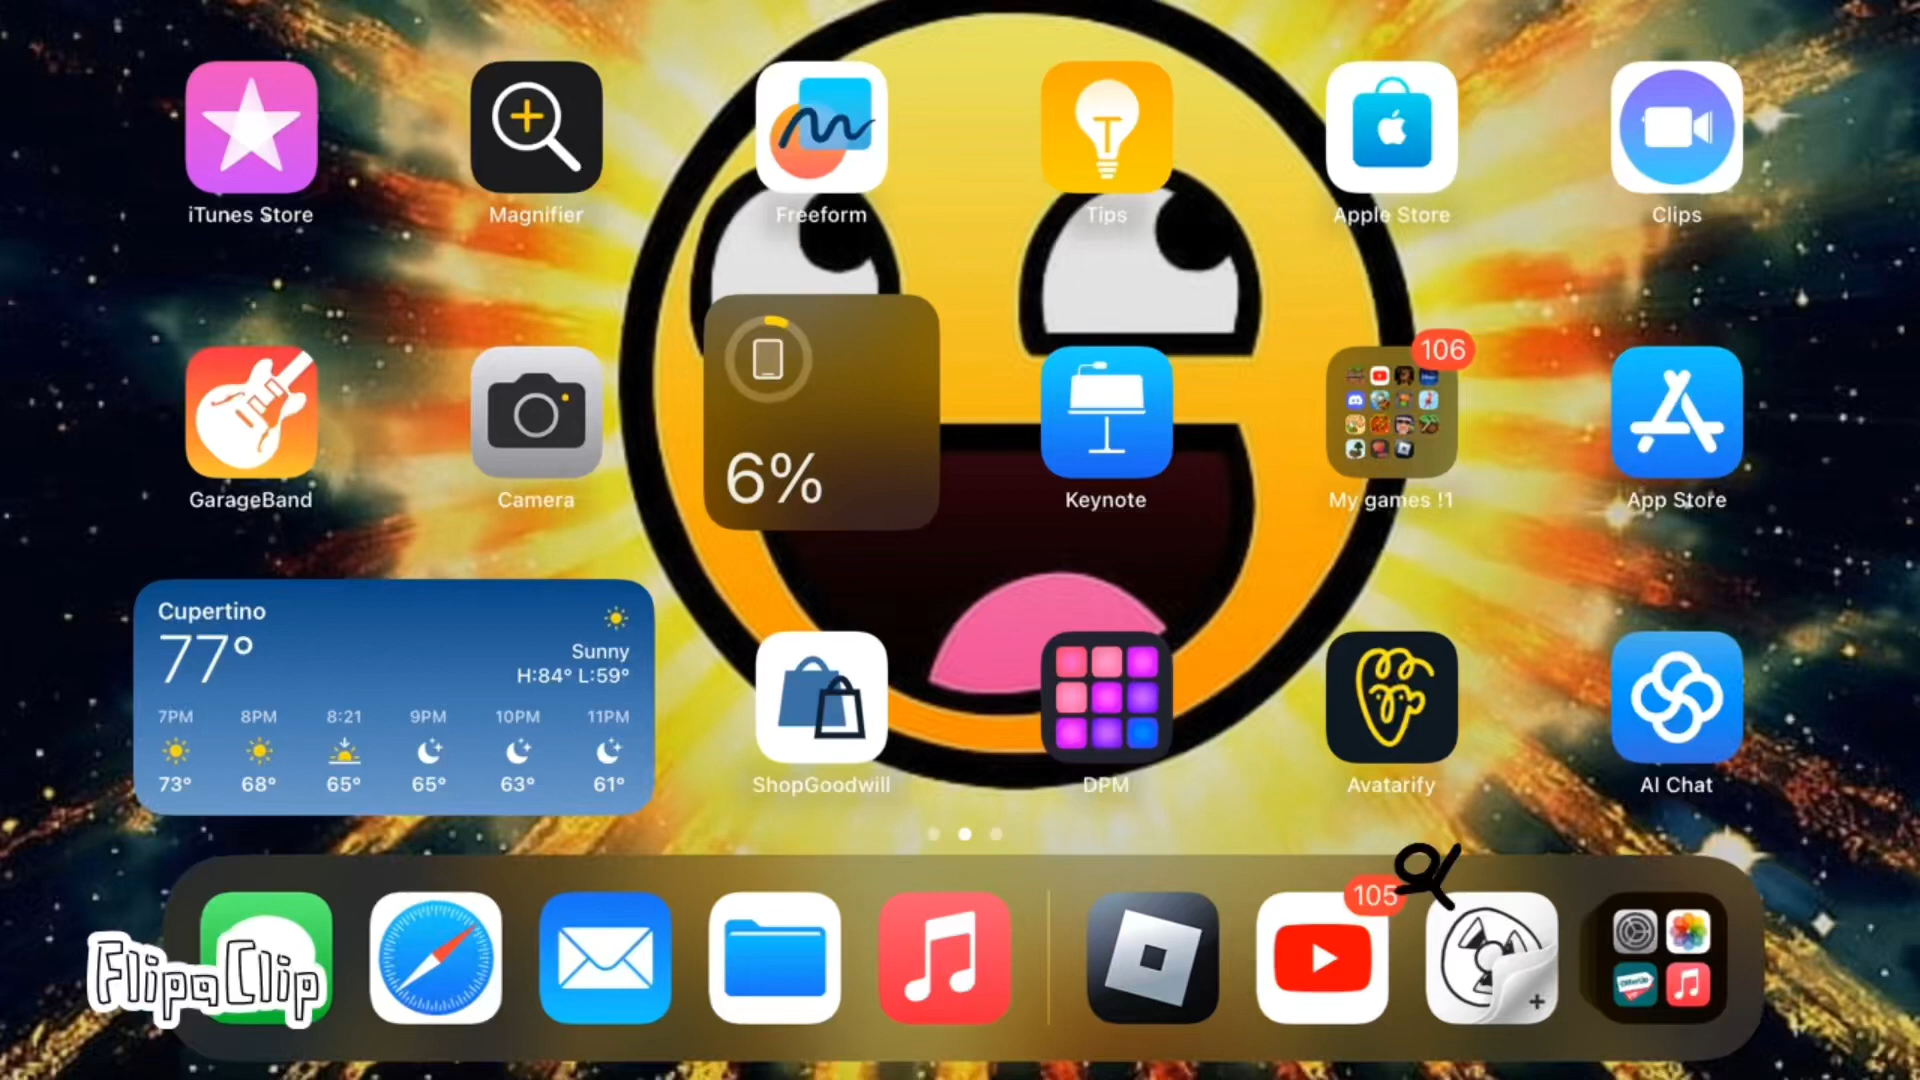 iTunes Store
Magnifier
Freeform
Tips
Apple Store
Clips
GarageBand
Camera
6%
Keynote
106
My games !1
App Store
Cupertino
77°
Sunny
H:84° L:59°
7PM 8PM 8:21 9PM 10PM 11PM
73° 68° 65° 65° 63° 61°
ShopGoodwill
DPM
Avatarify
AI Chat
105
FlipaClip
OfferUp